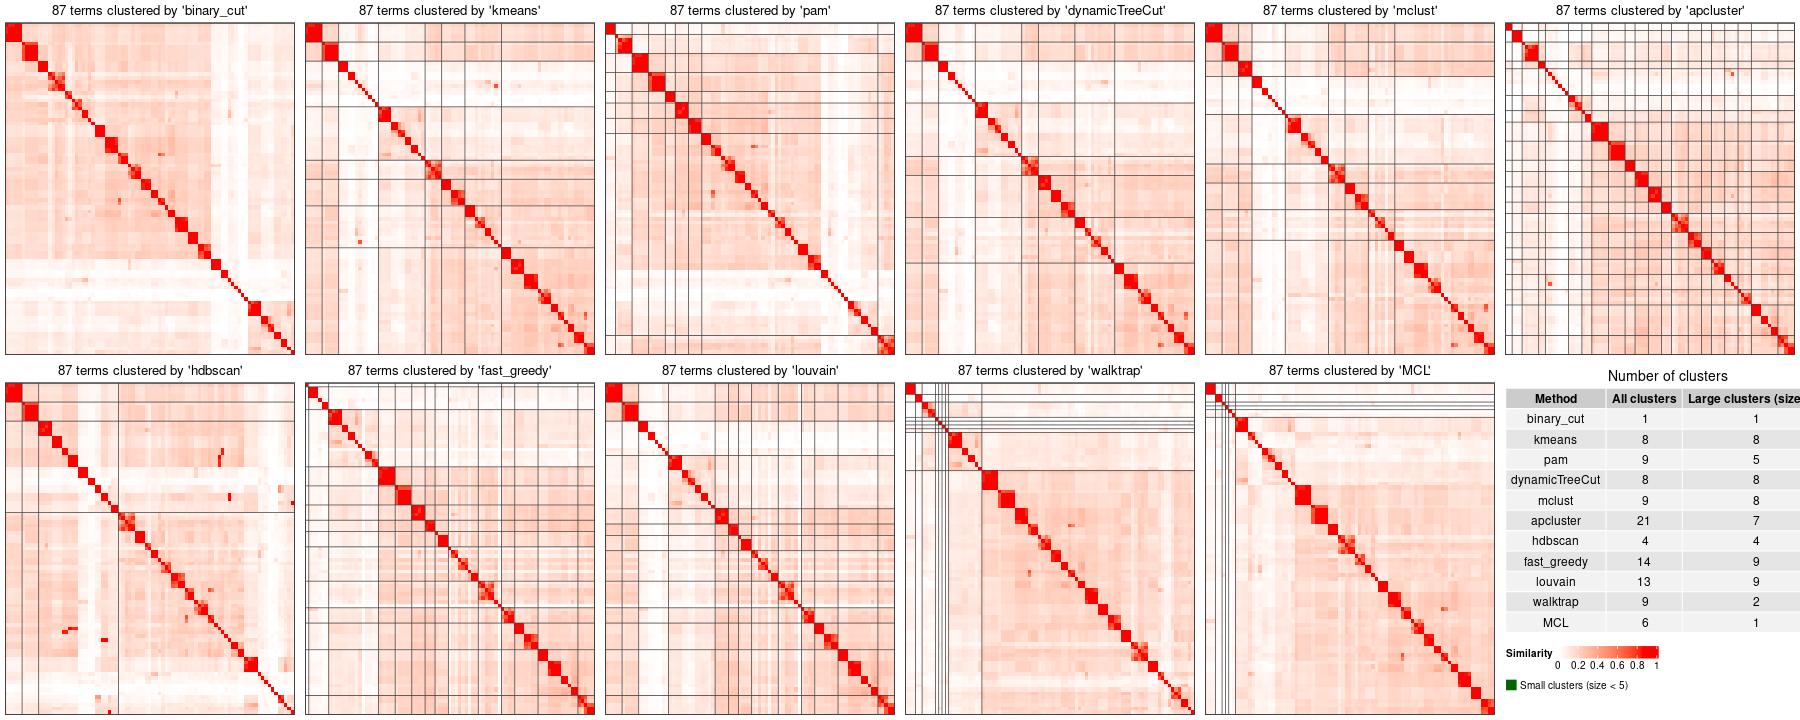 87 terms clustered by 'binary_cut'
87 terms clustered by 'kmeans'
87 terms clustered by 'pam'
87 terms clustered by 'dynamicTreeCut'
87 terms clustered by 'mclust'
87 terms clustered by 'apcluster'
87 terms clustered by 'hdbscan'
87 terms clustered by 'fast_greedy'
87 terms clustered by 'louvain'
87 terms clustered by 'walktrap'
87 terms clustered by 'MCL'
Number of clusters
Method All clusters Large clusters (size
binary_cut 1 1
kmeans 8 8
pam 9 5
dynamicTreeCut 8 8
mclust 9 8
apcluster 21 7
hdbscan 4 4
fast_greedy 14 9
louvain 13 9
walktrap 9 2
MCL 6 1
Similarity
0 0.2 0.4 0.6 0.8 1
Small clusters (size < 5)